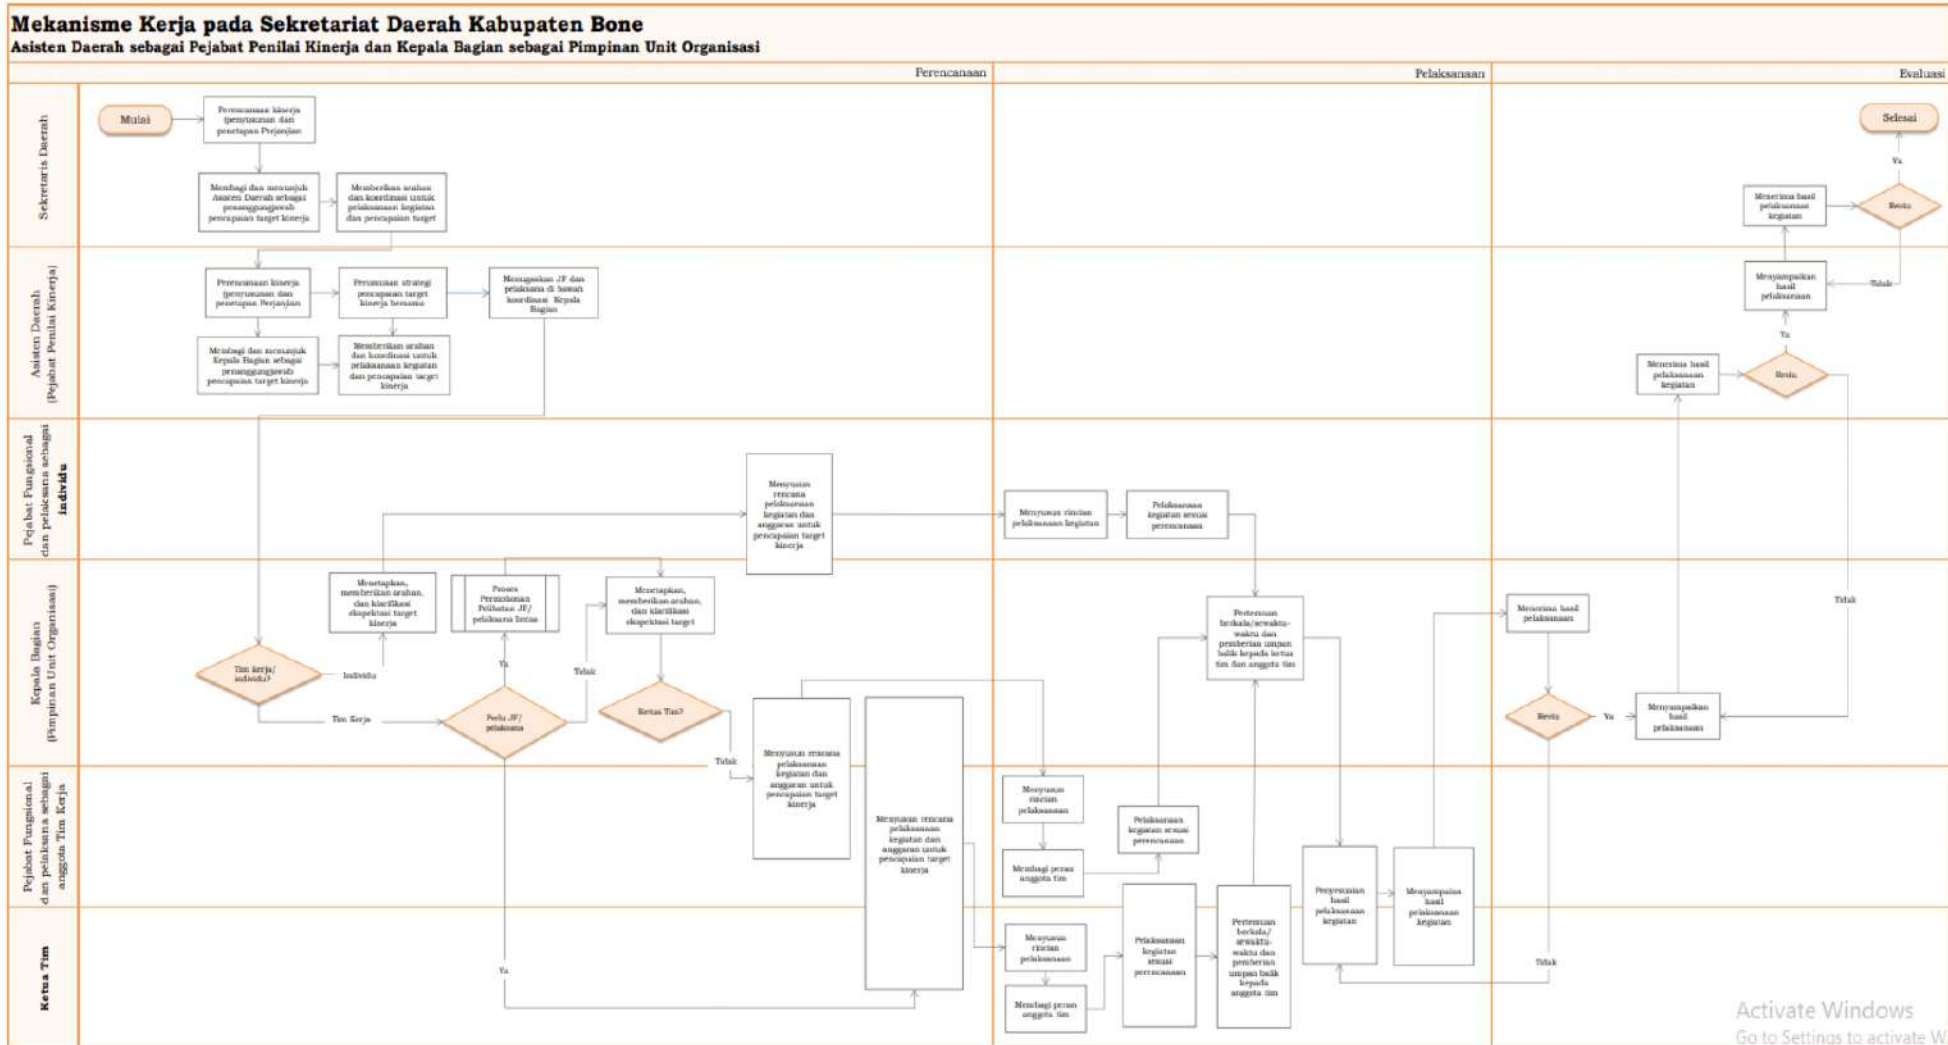 Mekanisme Kerja pada Sekretariat Daerah Kabupaten Bone
Asisten Daerah sebagai Pejabat Penilai Kinerja dan Kepala Bagian sebagai Pimpinan Unit Organisasi
Perencanaan
Pelaksanaan
Evaluasi
Sekretaris Daerah
Mulai
Perencanaan kinerja
(penyusunan dan
penetapan Perjanjian
Membagi dan menunjuk
Asisten Daerah sebagai
penanggungjawab
pencapaian target kinerja
Memberikan arahan
dan koordinasi untuk
pelaksanaan kegiatan
dan pencapaian target
Selesai
Ya
Menerima hasil
pelaksanaan
kegiatan
Reviu
Asisten Daerah
(Pejabat Penilai Kinerja)
Perencanaan kinerja
(penyusunan dan
penetapan Perjanjian
Perumusan strategi
pencapaian target
kinerja bersama
Menugaskan JF dan
pelaksana di bawah
koordinasi Kepala
Bagian
Membagi dan menunjuk
Kepala Bagian sebagai
penanggungjawab
pencapaian target kinerja
Memberikan arahan
dan koordinasi untuk
pelaksanaan kegiatan
dan pencapaian target
kinerja
Menyampaikan
hasil
pelaksanaan
Tidak
Ya
Menerima hasil
pelaksanaan
kegiatan
Reviu
Pejabat Fungsional
dan pelaksana sebagai
individu
Menyusun
rencana
pelaksanaan
kegiatan dan
anggaran untuk
pencapaian target
kinerja
Menyusun rincian
pelaksanaan kegiatan
Pelaksanaan
kegiatan sesuai
perencanaan
Kepala Bagian
(Pimpinan Unit Organisasi)
Menetapkan,
memberikan arahan,
dan klarifikasi
ekspektasi target
kinerja
Proses
Permohonan
Pelibatan JF/
pelaksana lintas
Menetapkan,
memberikan arahan,
dan klarifikasi
ekspektasi target
Tim kerja/
individu?
Individu
Tim Kerja
Ya
Tidak
Perlu JF/
pelaksana
Ketua Tim?
Tidak
Menyusun rencana
pelaksanaan
kegiatan dan
anggaran untuk
pencapaian target
kinerja
Menyusun rencana
pelaksanaan
kegiatan dan
anggaran untuk
pencapaian target
kinerja
Pertemuan
berkala/sewaktu-
waktu dan
pemberian umpan
balik kepada ketua
tim dan anggota tim
Menerima hasil
pelaksanaan
Reviu
Ya
Menyampaikan
hasil
pelaksanaan
Tidak
Pejabat Fungsional
dan pelaksana sebagai
anggota Tim Kerja
Menyusun
rincian
pelaksanaan
Membagi peran
anggota tim
Pelaksanaan
kegiatan sesuai
perencanaan
Penyesuaian
hasil
pelaksanaan
kegiatan
Menyampaian
hasil
pelaksanaan
kegiatan
Ketua Tim
Ya
Menyusun
rincian
pelaksanaan
Membagi peran
anggota tim
Pelaksanaan
kegiatan
sesuai
perencanaan
Pertemuan
berkala/
sewaktu-
waktu dan
pemberian
umpan balik
kepada
anggota tim
Tidak
Activate Windows
Go to Settings to activate W